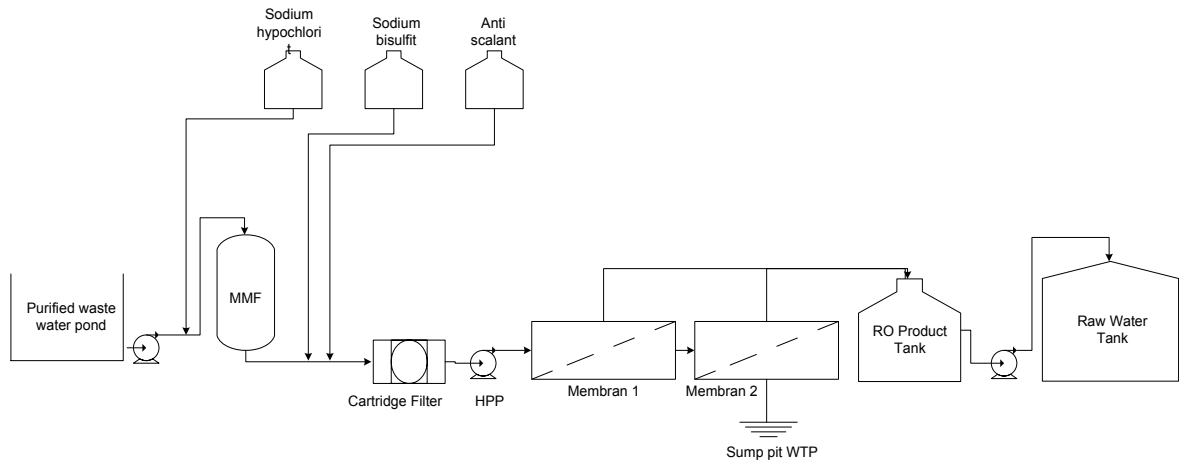 Sodium
hypochlori
t
Sodium
bisulfit
Anti
scalant
Purified waste
water pond
MMF
Cartridge Filter
HPP
Membran 1
Membran 2
Sump pit WTP
RO Product
Tank
Raw Water
Tank